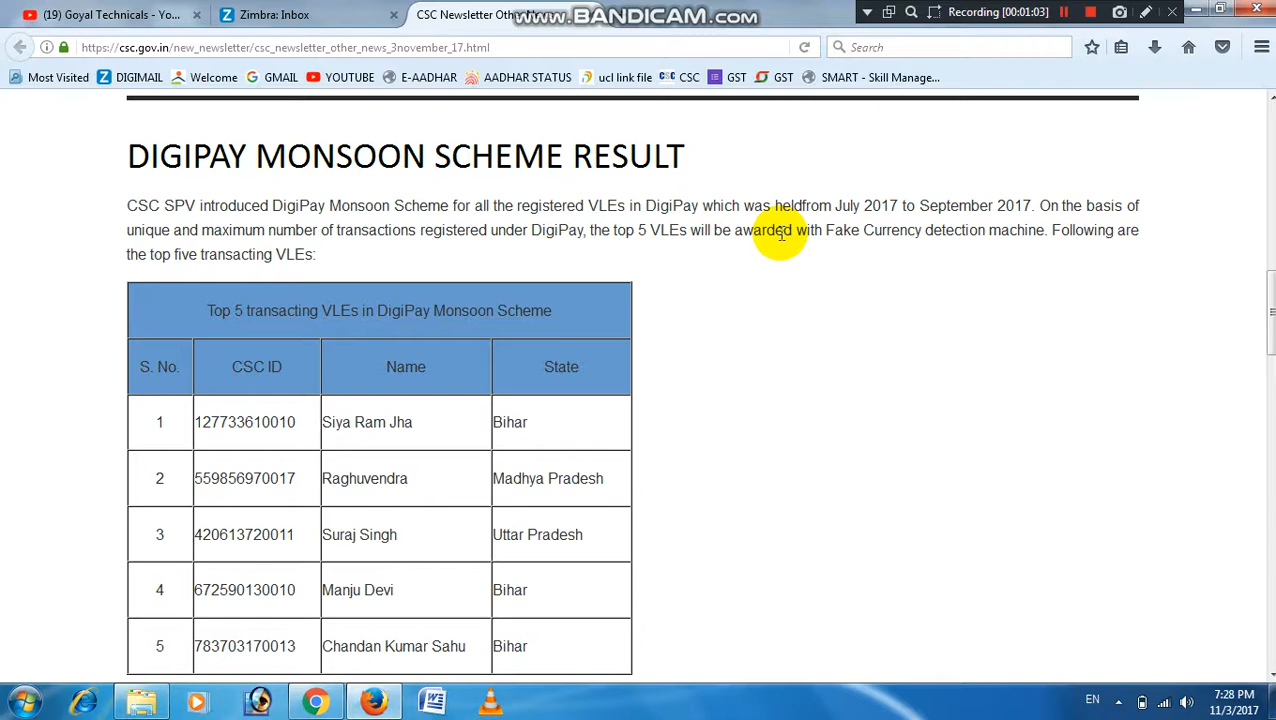 (19) Goyal Technicals - Yo...
Zimbra: Inbox
CSC Newsletter Other
www.BANDICAM.com
Recording [00:01:03]
https://csc.gov.in/new_newsletter/csc_newsletter_other_news_3november_17.html
Search
Most Visited
DIGIMAIL
Welcome
GMAIL
YOUTUBE
E-AADHAR
AADHAR STATUS
ucl link file
CSC
GST
GST
SMART - Skill Manage...
DIGIPAY MONSOON SCHEME RESULT
CSC SPV introduced DigiPay Monsoon Scheme for all the registered VLEs in DigiPay which was heldfrom July 2017 to September 2017. On the basis of
unique and maximum number of transactions registered under DigiPay, the top 5 VLEs will be awarded with Fake Currency detection machine. Following are
the top five transacting VLEs:
Top 5 transacting VLEs in DigiPay Monsoon Scheme
S. No. CSC ID Name State
1 127733610010 Siya Ram Jha Bihar
2 559856970017 Raghuvendra Madhya Pradesh
3 420613720011 Suraj Singh Uttar Pradesh
4 672590130010 Manju Devi Bihar
5 783703170013 Chandan Kumar Sahu Bihar
EN
7:28 PM
11/3/2017